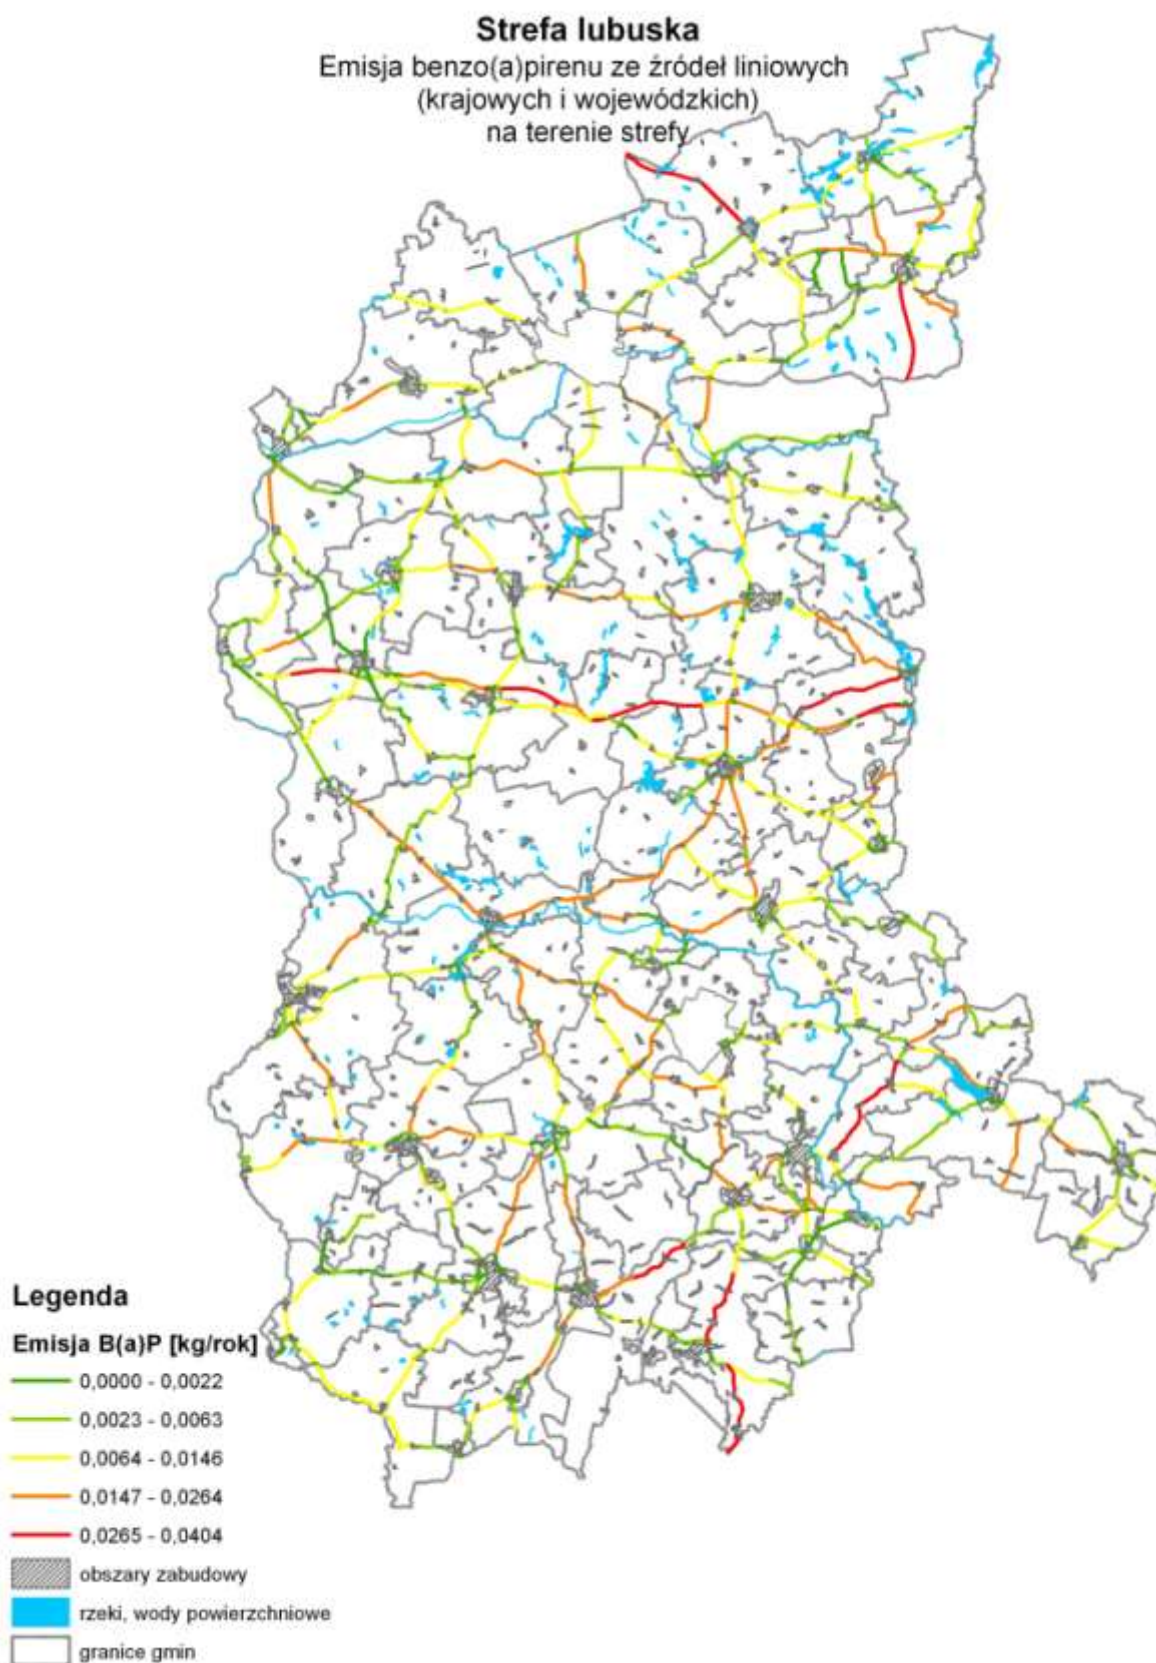 Strefa lubuska
Emisja benzo(a)pirenu ze źródeł liniowych
(krajowych i wojewódzkich)
na terenie strefy
Legenda
Emisja B(a)P [kg/rok]
0,0000 - 0,0022
0,0023 - 0,0063
0,0064 - 0,0146
0,0147 - 0,0264
0,0265 - 0,0404
obszary zabudowy
rzeki, wody powierzchniowe
granice gmin